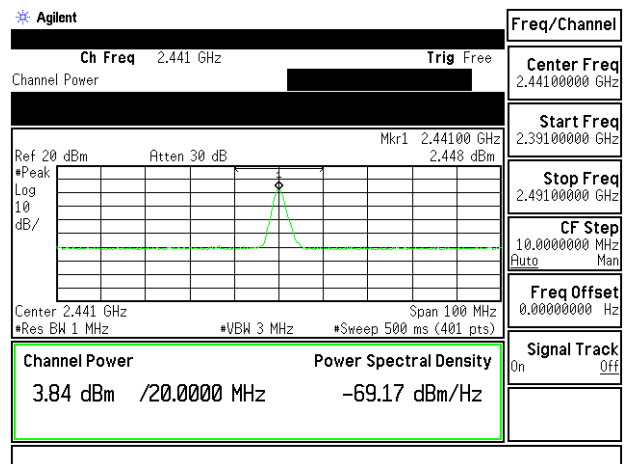 Agilent
Freq/Channel
Ch Freq 2.441 GHz Trig Free
Channel Power
Center Freq
2.44100000 GHz
Start Freq
2.39100000 GHz
Stop Freq
2.49100000 GHz
CF Step
10.0000000 MHz
Auto Man
Freq Offset
0.00000000 Hz
Signal Track
On Off
Mkr1 2.44100 GHz
Ref 20 dBm Atten 30 dB 2.448 dBm
#Peak
Log
10
dB/
1
Center 2.441 GHz Span 100 MHz
#Res BW 1 MHz #VBW 3 MHz #Sweep 500 ms (401 pts)
Channel Power Power Spectral Density
3.84 dBm /20.0000 MHz -69.17 dBm/Hz